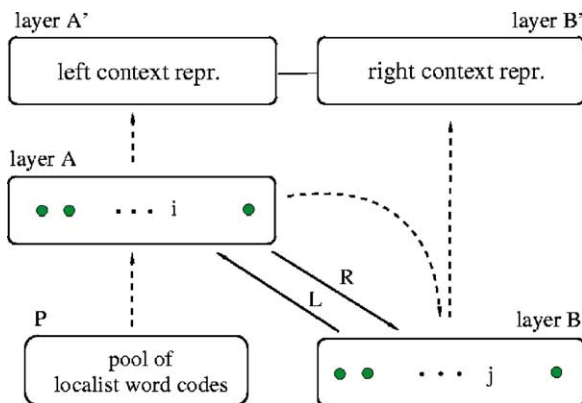 layer A’
layer B’
left context repr.
right context repr.
layer A
• • • i
R
L
P
layer B
pool of
localist word codes
• • • j